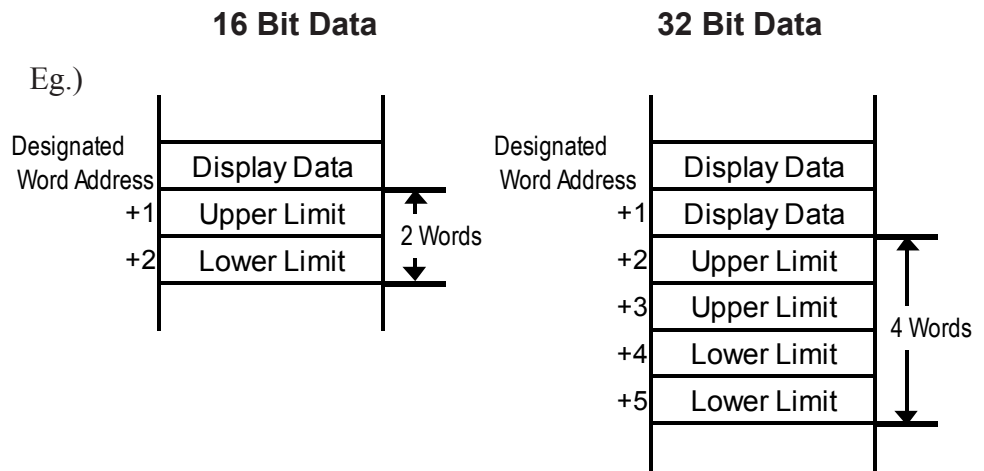 16 Bit Data
32 Bit Data
Eg.)
Designated
Word Address
Display Data
+1
Upper Limit
+2
Lower Limit
2 Words
Designated
Word Address
Display Data
+1
Display Data
+2
Upper Limit
+3
Upper Limit
+4
Lower Limit
+5
Lower Limit
4 Words